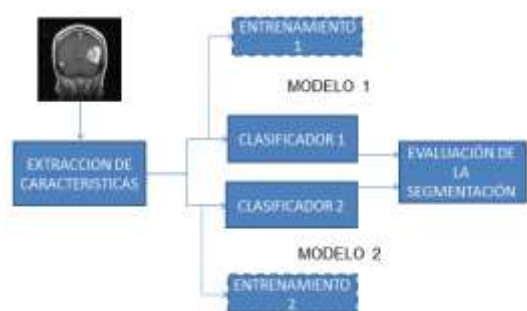 ENTRENAMIENTO
1
MODELO 1
CLASIFICADOR 1
EXTRACCION DE
CARACTERISTICAS
EVALUACIÓN DE
LA
SEGMENTACIÓN
CLASIFICADOR 2
MODELO 2
ENTRENAMIENTO
2